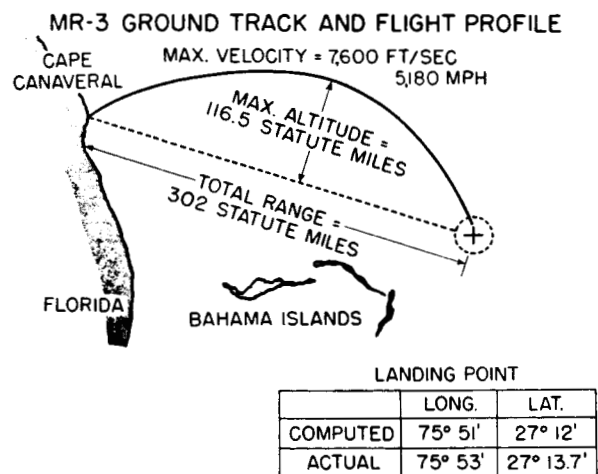 MR-3 GROUND TRACK AND FLIGHT PROFILE
CAPE
CANAVERAL
MAX. VELOCITY = 7,600 FT/SEC
5,180 MPH
MAX. ALTITUDE =
116.5 STATUTE MILES
TOTAL RANGE =
302 STATUTE MILES
FLORIDA
BAHAMA ISLANDS
LANDING POINT
LONG. LAT.
COMPUTED 75° 51' 27° 12'
ACTUAL 75° 53' 27° 13.7'